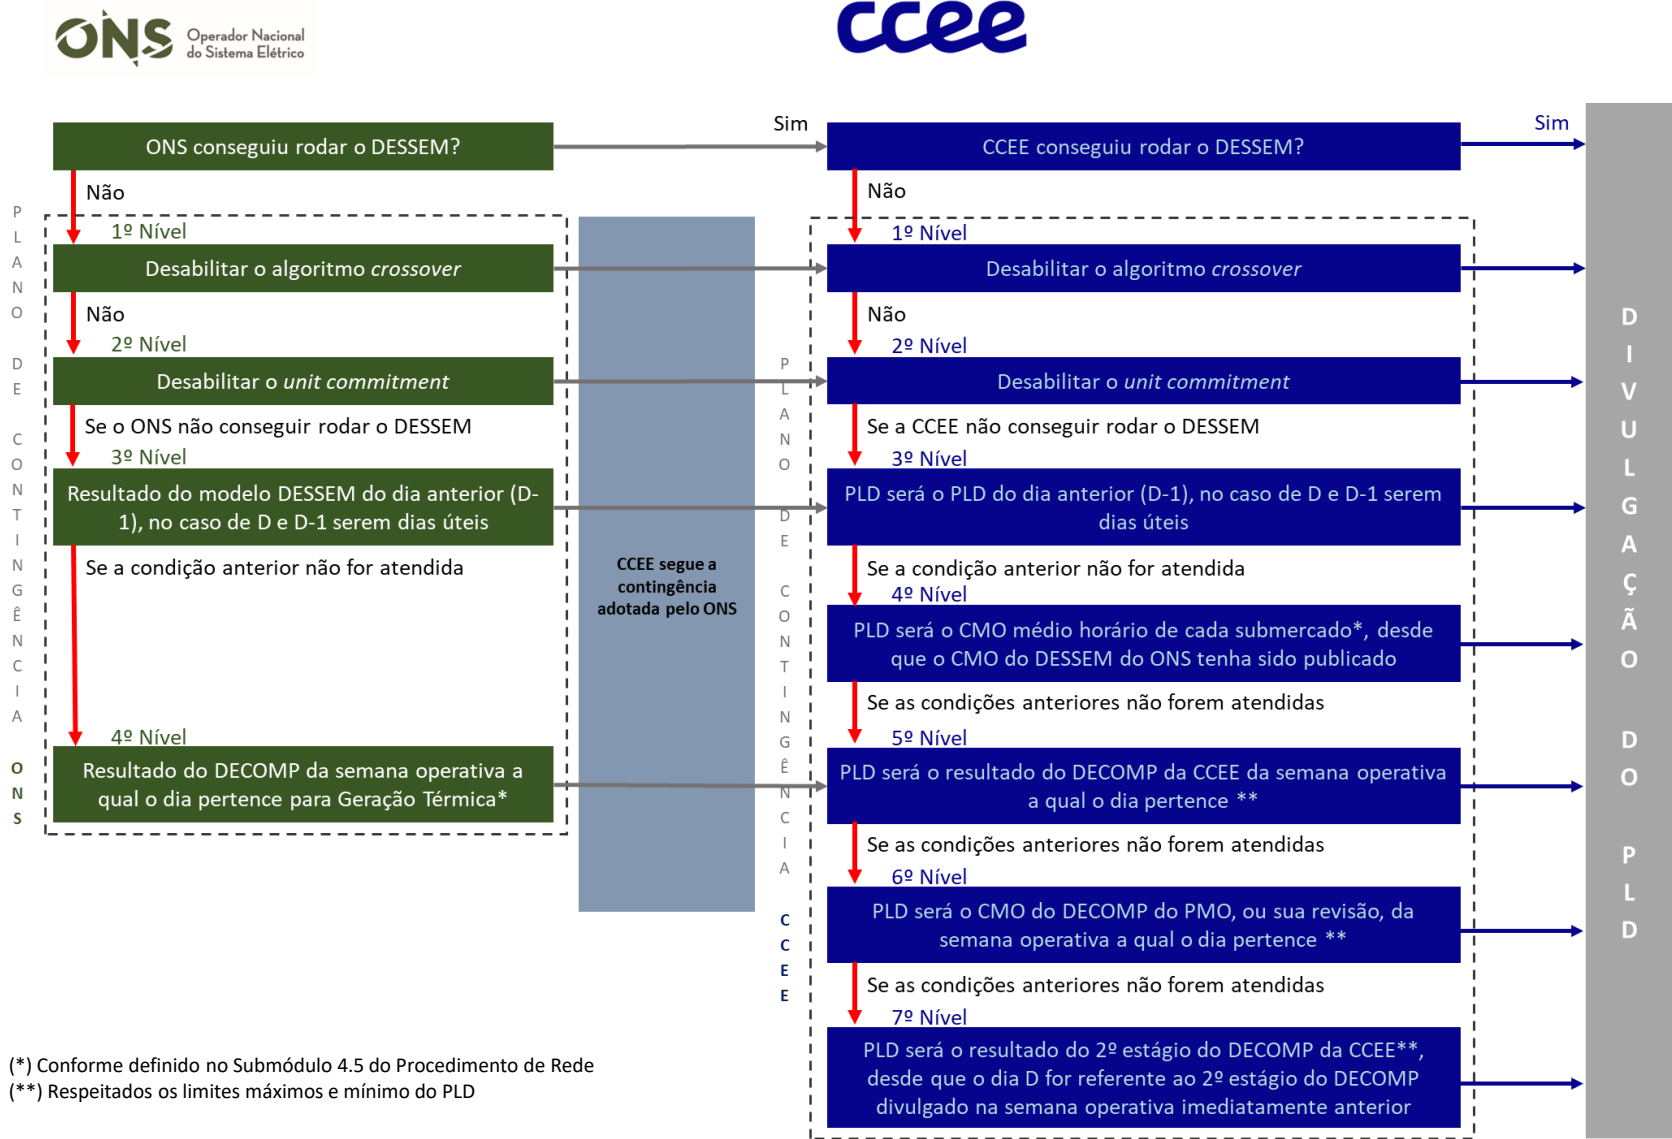 ONS
Operador Nacional
do Sistema Elétrico
ccee
Sim
Sim
ONS conseguiu rodar o DESSEM?
CCEE conseguiu rodar o DESSEM?
Não
Não
1º Nível
1º Nível
Desabilitar o algoritmo crossover
Desabilitar o algoritmo crossover
Não
Não
2º Nível
2º Nível
Desabilitar o unit commitment
Desabilitar o unit commitment
Se o ONS não conseguir rodar o DESSEM
Se a CCEE não conseguir rodar o DESSEM
3º Nível
3º Nível
Resultado do modelo DESSEM do dia anterior (D-
1), no caso de D e D-1 serem dias úteis
PLD será o PLD do dia anterior (D-1), no caso de D e D-1 serem
dias úteis
Se a condição anterior não for atendida
Se a condição anterior não for atendida
CCEE segue a
contingência
adotada pelo ONS
4º Nível
PLD será o CMO médio horário de cada submercado*, desde
que o CMO do DESSEM do ONS tenha sido publicado
Se as condições anteriores não forem atendidas
4º Nível
5º Nível
Resultado do DECOMP da semana operativa a
qual o dia pertence para Geração Térmica*
PLD será o resultado do DECOMP da CCEE da semana operativa
a qual o dia pertence **
Se as condições anteriores não forem atendidas
6º Nível
PLD será o CMO do DECOMP do PMO, ou sua revisão, da
semana operativa a qual o dia pertence **
Se as condições anteriores não forem atendidas
7º Nível
PLD será o resultado do 2º estágio do DECOMP da CCEE**,
desde que o dia D for referente ao 2º estágio do DECOMP
divulgado na semana operativa imediatamente anterior
PLANO DE CONTINGÊNCIA ONS
PLANO DE CONTINGÊNCIA CCEE
DIVULGAÇÃO DO PLD
(*) Conforme definido no Submódulo 4.5 do Procedimento de Rede
(**) Respeitados os limites máximos e mínimo do PLD